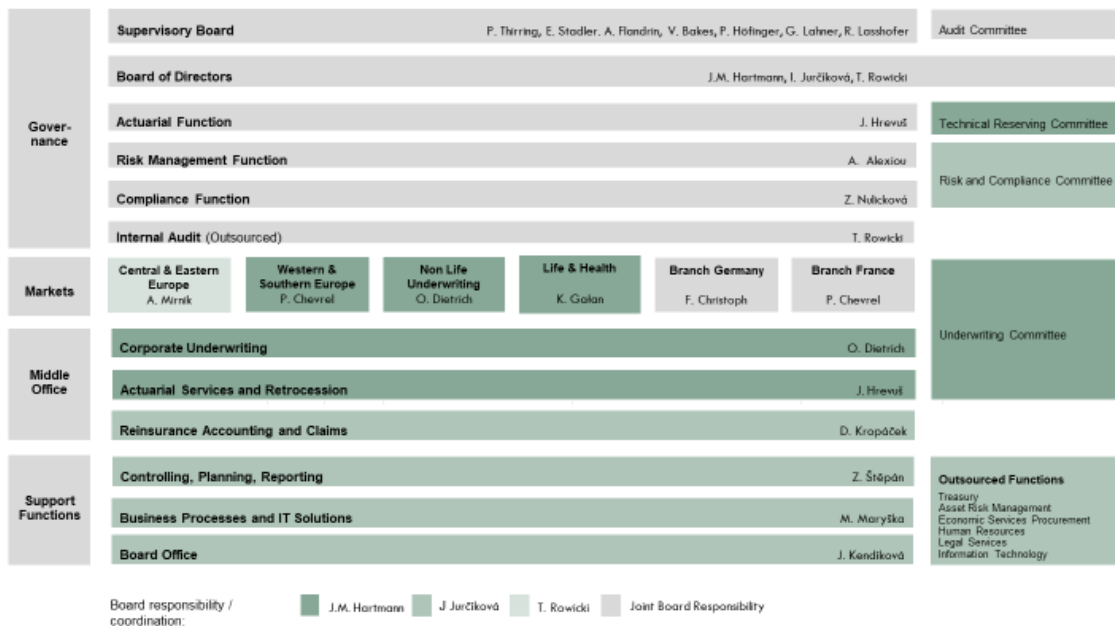 Supervisory Board P. Thirring, E. Stadler. A. Flandrin, V. Bakes, P. Höfinger, G. Lahner, R. Lasshofer Audit Committee
Board of Directors J.M. Hartmann, I. Jurčíková, T. Rowicki
Gover-
nance
Actuarial Function J. Hrevuš Technical Reserving Committee
Risk Management Function A. Alexiou
Risk and Compliance Committee
Compliance Function Z. Nulicková
Internal Audit (Outsourced) T. Rowicki
Markets
Central & Eastern
Europe
A. Mirnik
Western &
Southern Europe
P. Chevrel
Non Life
Underwriting
O. Dietrich
Life & Health
K. Galan
Branch Germany
F. Christoph
Branch France
P. Chevrel
Underwriting Committee
Middle
Office
Corporate Underwriting O. Dietrich
Actuarial Services and Retrocession J. Hrevuš
Reinsurance Accounting and Claims D. Kropáček
Support
Functions
Controlling, Planning, Reporting Z. Štěpán
Business Processes and IT Solutions M. Maryška
Board Office J. Kendíková
Outsourced Functions
Treasury
Asset Risk Management
Economic Services Procurement
Human Resources
Legal Services
Information Technology
Board responsibility /
coordination:
J.M. Hartmann J Jurčíková T. Rowicki Joint Board Responsibility